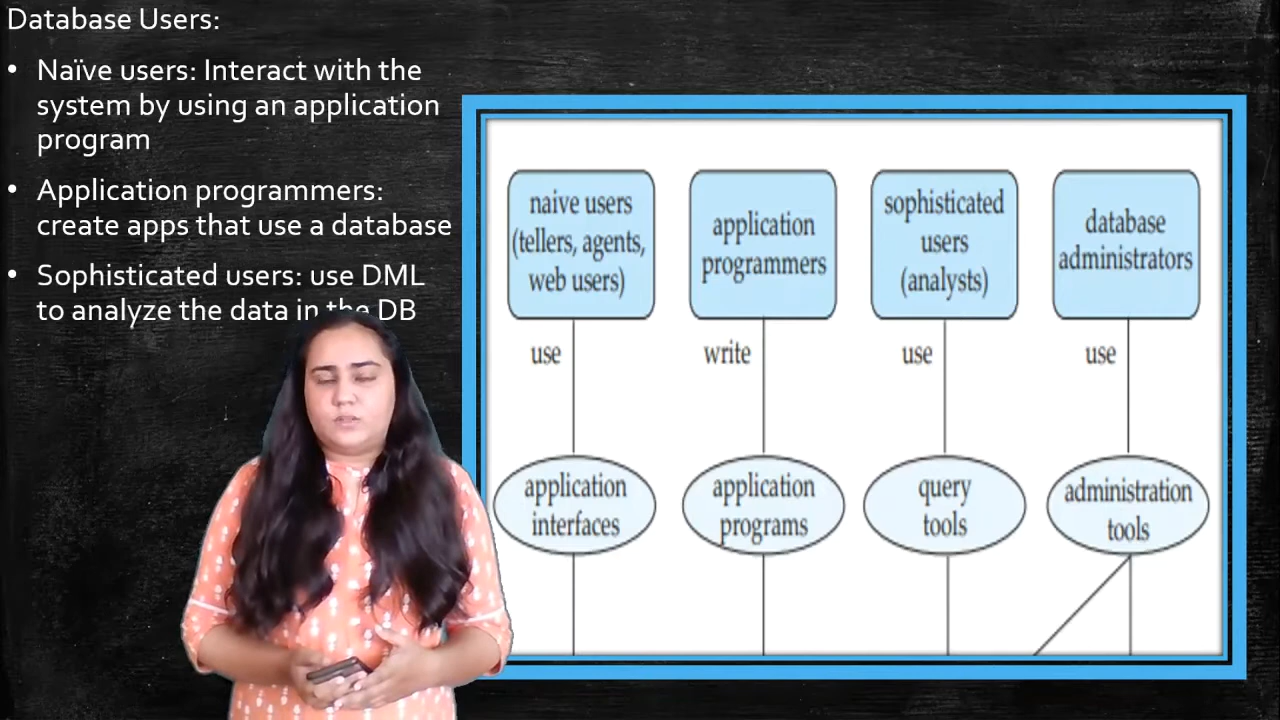 Database Users:
• Naïve users: Interact with the
system by using an application
program
• Application programmers:
create apps that use a database
• Sophisticated users: use DML
to analyze the data in the DB
naive users
(tellers, agents,
web users)
application
programmers
sophisticated
users
(analysts)
database
administrators
use
write
use
use
application
interfaces
application
programs
query
tools
administration
tools